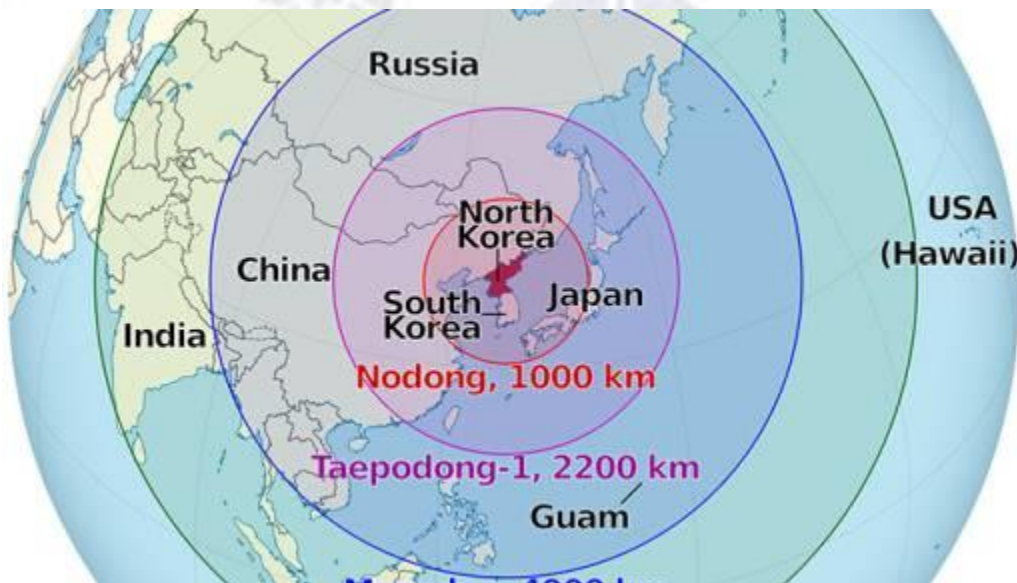 Russia
North
Korea
USA
(Hawaii)
China
South
Korea
Japan
India
Nodong, 1000 km
Taepodong-1, 2200 km
Guam